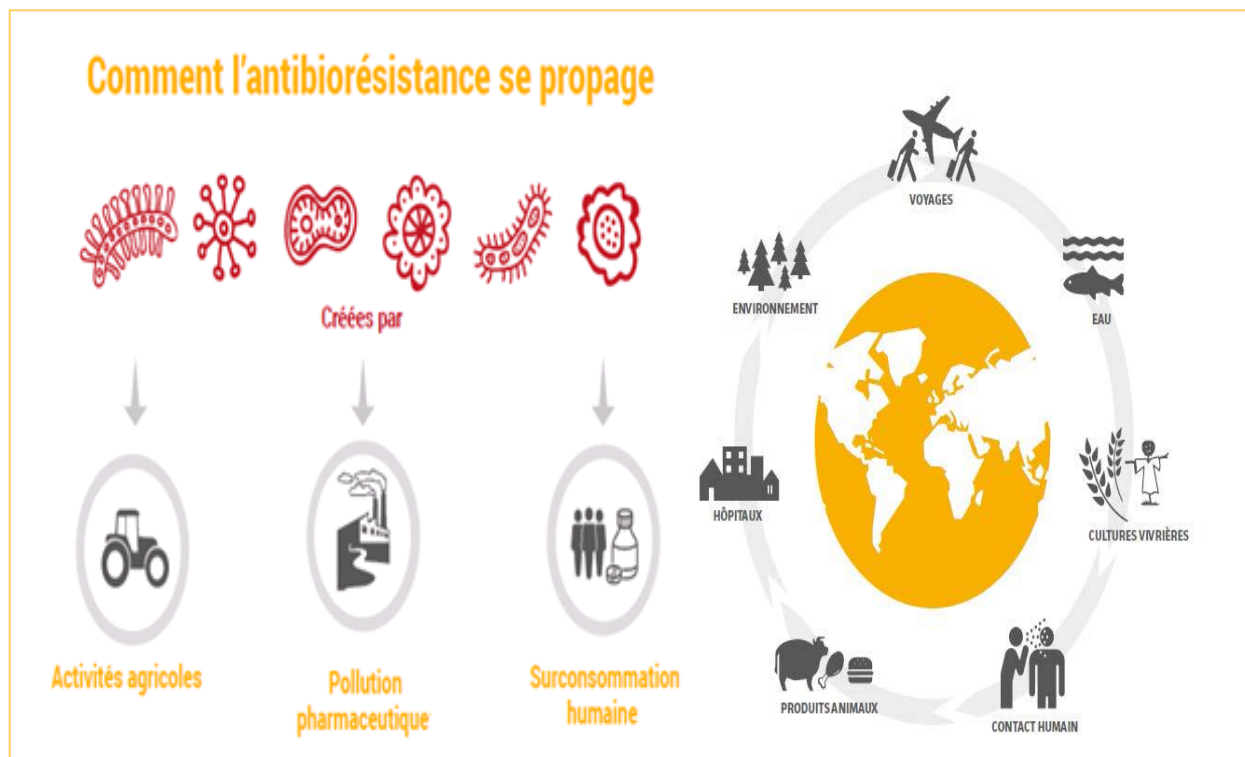 Comment l'antibiorésistance se propage
Créées par
Activités agricoles
Pollution
pharmaceutique
Surconsommation
humaine
VOYAGES
EAU
CULTURES VIVRIÈRES
CONTACT HUMAIN
PRODUITS ANIMAUX
HÔPITAUX
ENVIRONNEMENT